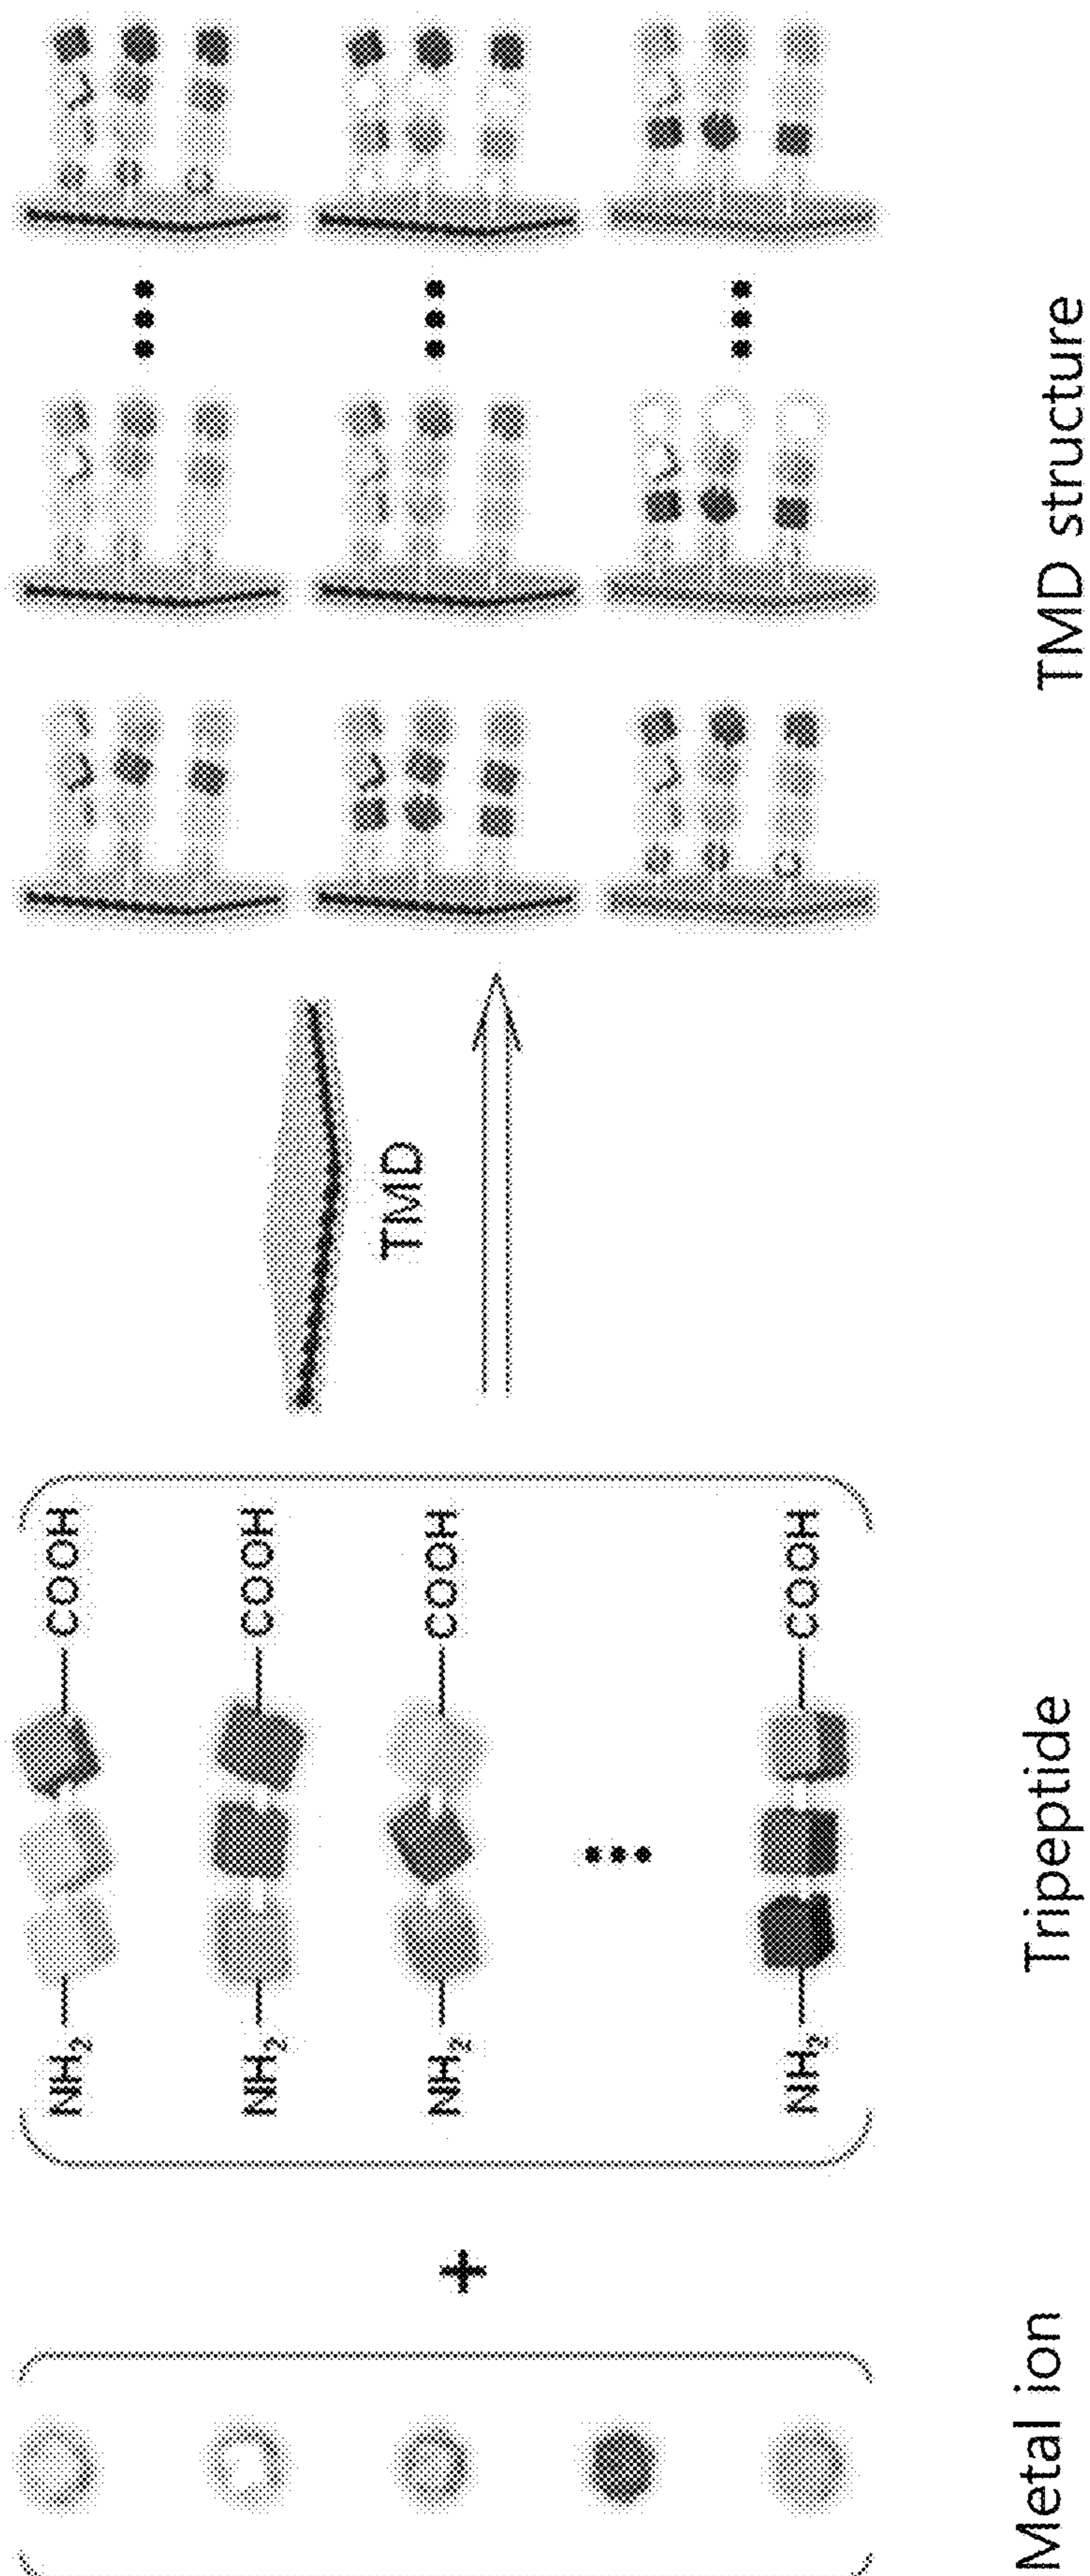 +
NH2 COOH
NH2 COOH
NH2 COOH
NH2 COOH
TMD
Metal ion
Tripeptide
TMD structure